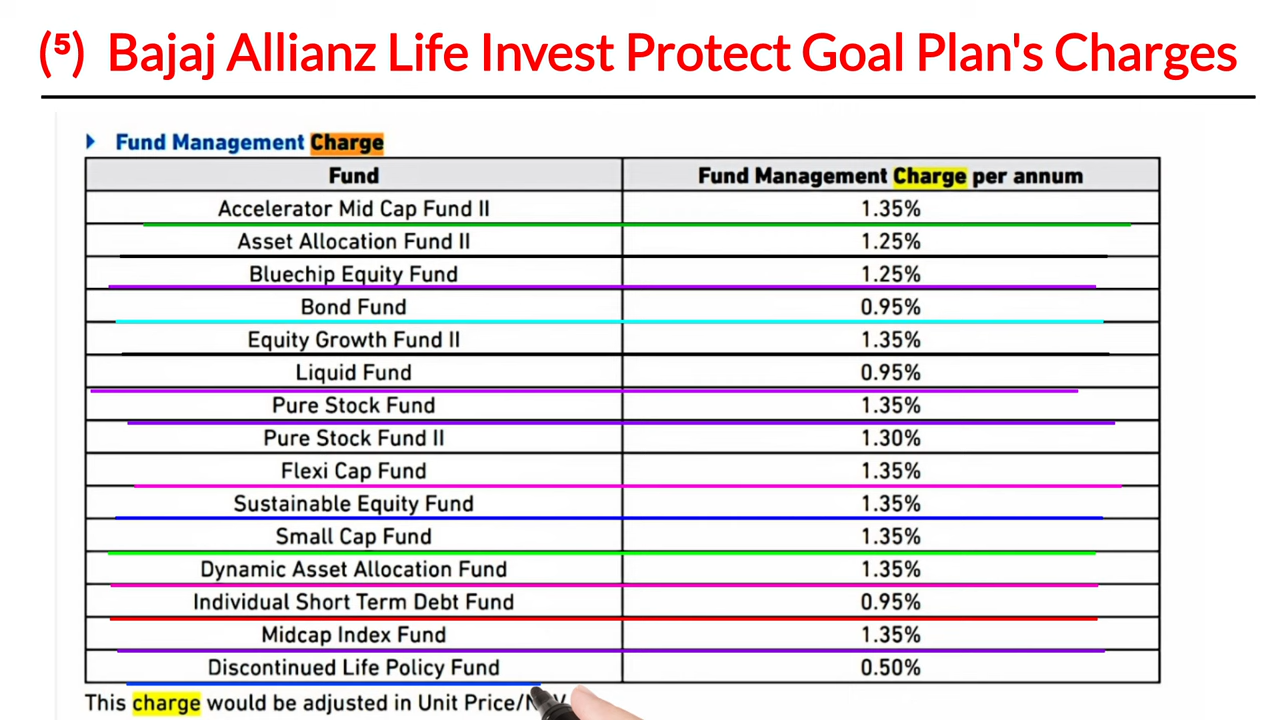 (⁵) Bajaj Allianz Life Invest Protect Goal Plan's Charges
Fund Management Charge
Fund Fund Management Charge per annum
Accelerator Mid Cap Fund II 1.35%
Asset Allocation Fund II 1.25%
Bluechip Equity Fund 1.25%
Bond Fund 0.95%
Equity Growth Fund II 1.35%
Liquid Fund 0.95%
Pure Stock Fund 1.35%
Pure Stock Fund II 1.30%
Flexi Cap Fund 1.35%
Sustainable Equity Fund 1.35%
Small Cap Fund 1.35%
Dynamic Asset Allocation Fund 1.35%
Individual Short Term Debt Fund 0.95%
Midcap Index Fund 1.35%
Discontinued Life Policy Fund 0.50%
This charge would be adjusted in Unit Price/